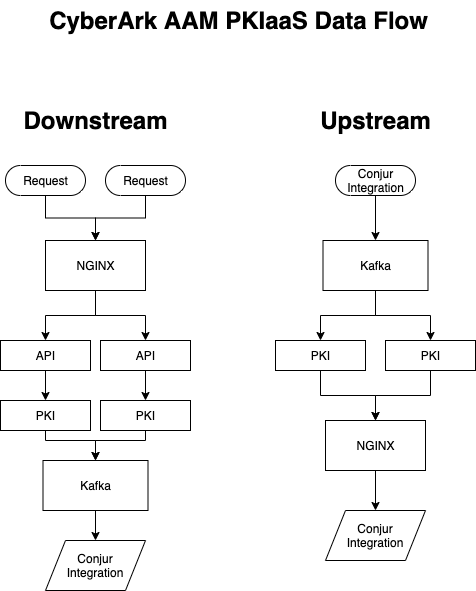 CyberArk AAM PKIaaS Data Flow
Downstream
Request
Request
NGINX
API
API
PKI
PKI
Kafka
Conjur
Integration
Upstream
Conjur
Integration
Kafka
PKI
PKI
NGINX
Conjur
Integration